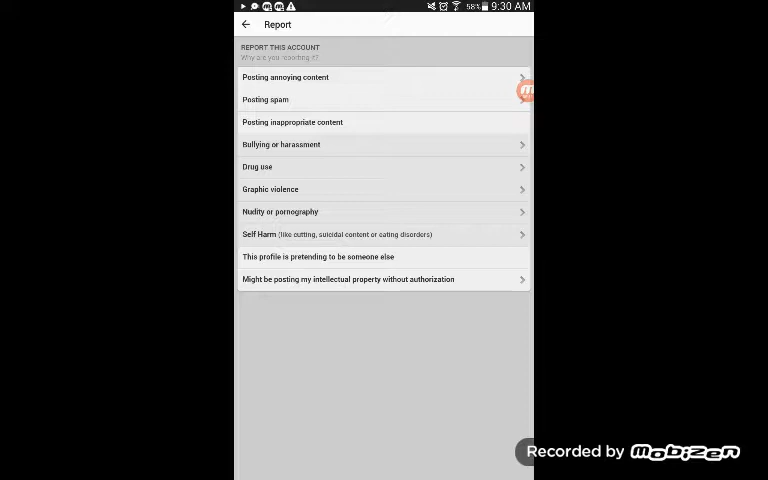 58% 9:30 AM
Report
REPORT THIS ACCOUNT
Why are you reporting it?
Posting annoying content
Posting spam
Posting inappropriate content
Bullying or harassment
Drug use
Graphic violence
Nudity or pornography
Self Harm (like cutting, suicidal content or eating disorders)
This profile is pretending to be someone else
Might be posting my intellectual property without authorization
Recorded by mobizen